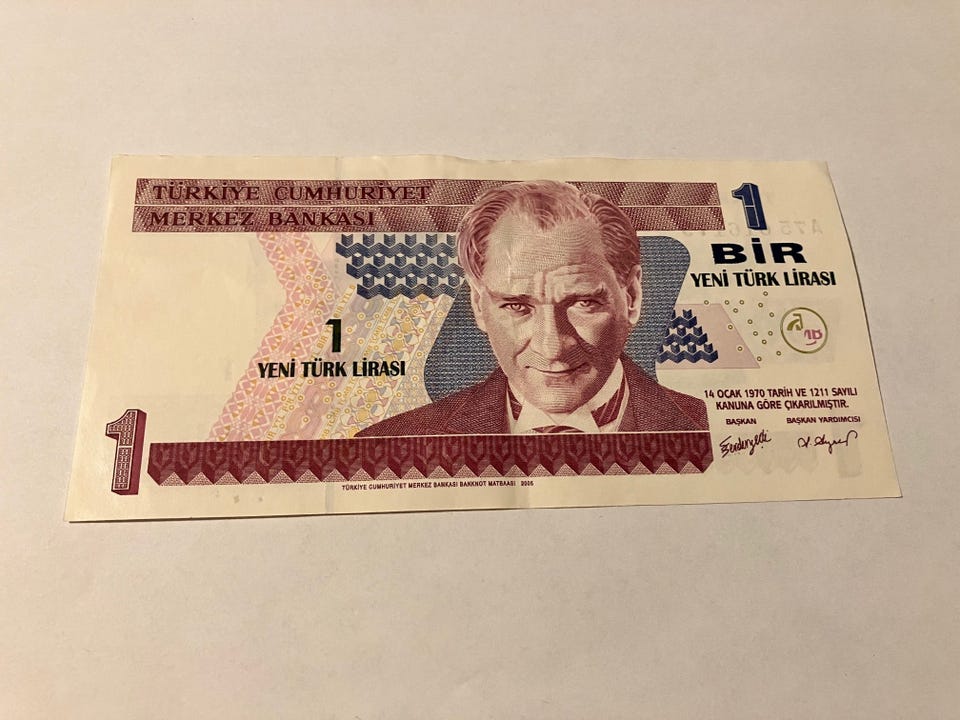 TÜRKİYE CUMHURİYET
MERKEZ BANKASI
1
BİR
YENİ TÜRK LİRASI
1
YENİ TÜRK LİRASI
14 OCAK 1970 TARİH VE 1211 SAYILI
KANUNA GÖRE ÇIKARILMIŞTIR.
BAŞKAN BAŞKAN YARDIMCISI
1
TÜRKİYE CUMHURİYET MERKEZ BANKASI BANKNOT MATBAASI 2005